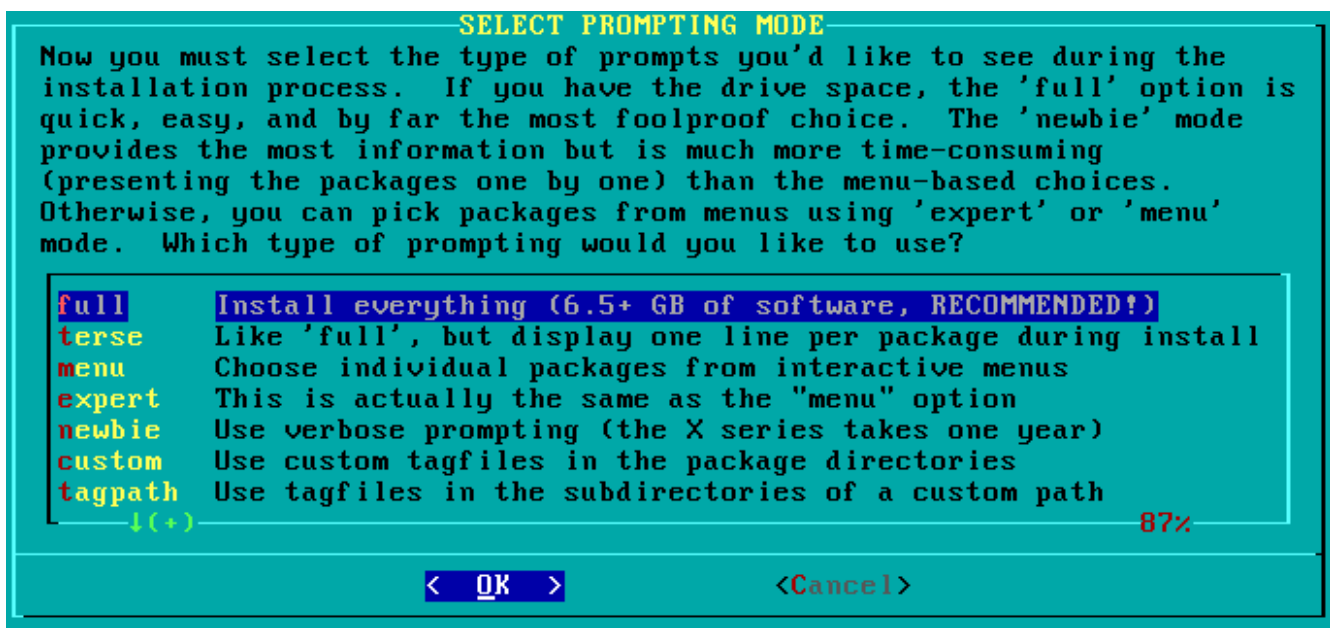 SELECT PROMPTING MODE
Now you must select the type of prompts you'd like to see during the
installation process.  If you have the drive space, the 'full' option is
quick, easy, and by far the most foolproof choice.  The 'newbie' mode
provides the most information but is much more time-consuming
(presenting the packages one by one) than the menu-based choices.
Otherwise, you can pick packages from menus using 'expert' or 'menu'
mode.  Which type of prompting would you like to use?
full     Install everything (6.5+ GB of software, RECOMMENDED!)
terse    Like 'full', but display one line per package during install
menu     Choose individual packages from interactive menus
expert   This is actually the same as the "menu" option
newbie   Use verbose prompting (the X series takes one year)
custom   Use custom tagfiles in the package directories
tagpath  Use tagfiles in the subdirectories of a custom path
↓(+) 87%
<  OK  > <Cancel>